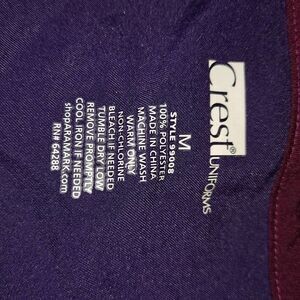 Crest®
UNIFORMS
M
STYLE 99008
100% POLYESTER
MADE IN CHINA
MACHINE WASH
WARM ONLY
NON-CHLORINE
BLEACH IF NEEDED
TUMBLE DRY LOW
REMOVE PROMPTLY
COOL IRON IF NEEDED
shopARAMARK.com
RN# 64288